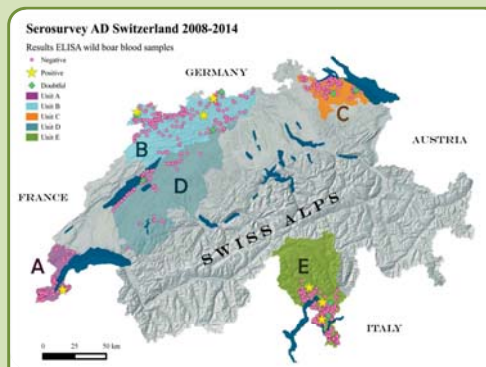 Serosurvey AD Switzerland 2008-2014
Results ELISA wild boar blood samples
Negative
Positive
Doubtful
Unit A
Unit B
Unit C
Unit D
Unit E
GERMANY
AUSTRIA
FRANCE
ITALY
SWISS ALPS
A
B
C
D
E
0 25 50 km